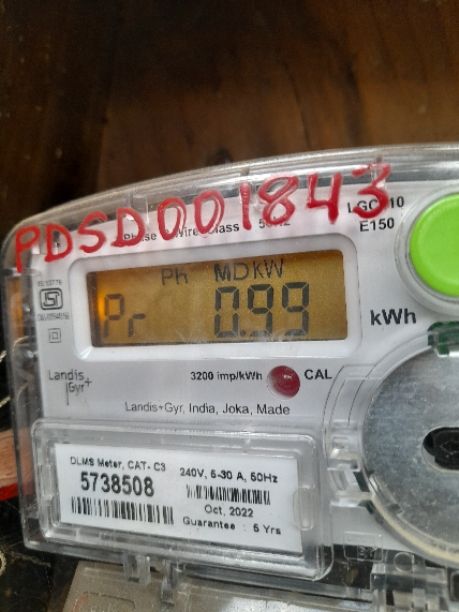 PDSD001843
LGC
10
E150
Ph MDKW
Pr 0.99
kWh
Landis
Gyr+
3200 imp/kWh CAL
Landis+Gyr, India, Joka, Made
DLMS Meter, CAT- C3
240V, 5-30 A, 50Hz
5738508
Oct, 2022
Guarantee : 5 Yrs